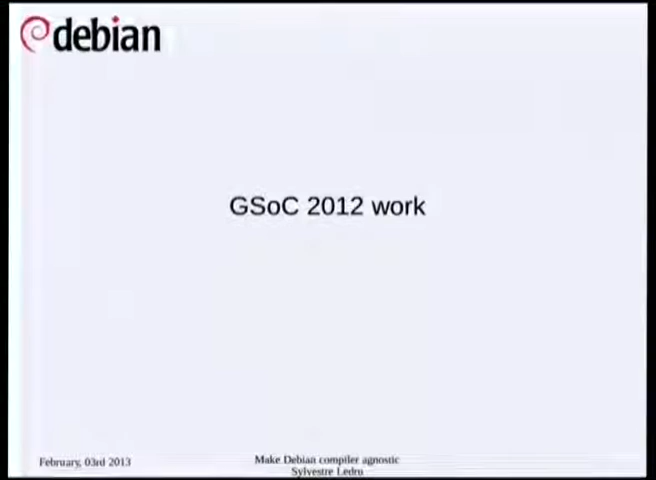 debian
GSoC 2012 work
February, 03rd 2013
Make Debian compiler agnostic
Sylvestre Ledru